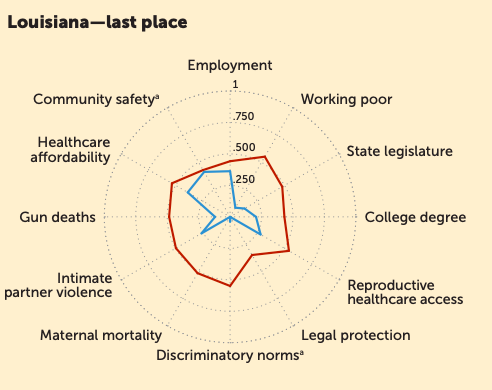 Louisiana—last place
Employment
1
Community safetyᵃ
Working poor
.750
Healthcare
affordability
.500
State legislature
.250
Gun deaths
College degree
Intimate
partner violence
Reproductive
healthcare access
Maternal mortality
Legal protection
Discriminatory normsᵃ